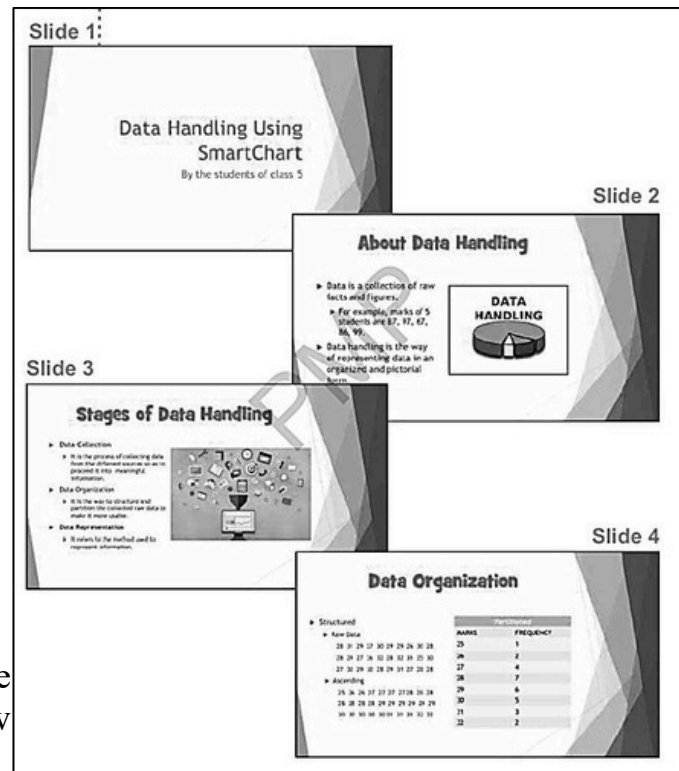 Slide 1
Data Handling Using
SmartChart
By the students of class 5
Slide 2
About Data Handling
Data is a collection of raw
facts and figures.
For example, marks of 5
students are 87, 97, 67,
86, 99.
Data handling is the way
of representing data in an
organized and pictorial
form.
DATA
HANDLING
PMP
Slide 3
Stages of Data Handling
Data Collection
It is the process of collecting data
from the different sources so as to
proceed it into meaningful
information.
Data Organization
It is the way to structure and
partition the collected raw data to
make it more usable.
Data Representation
It refers to the method used to
represent information.
Slide 4
Data Organization
Structured
Raw Data
Ascending
Partitioned
MARKS FREQUENCY
25 1
26 2
27 4
28 7
29 6
30 5
31 3
32 2
e